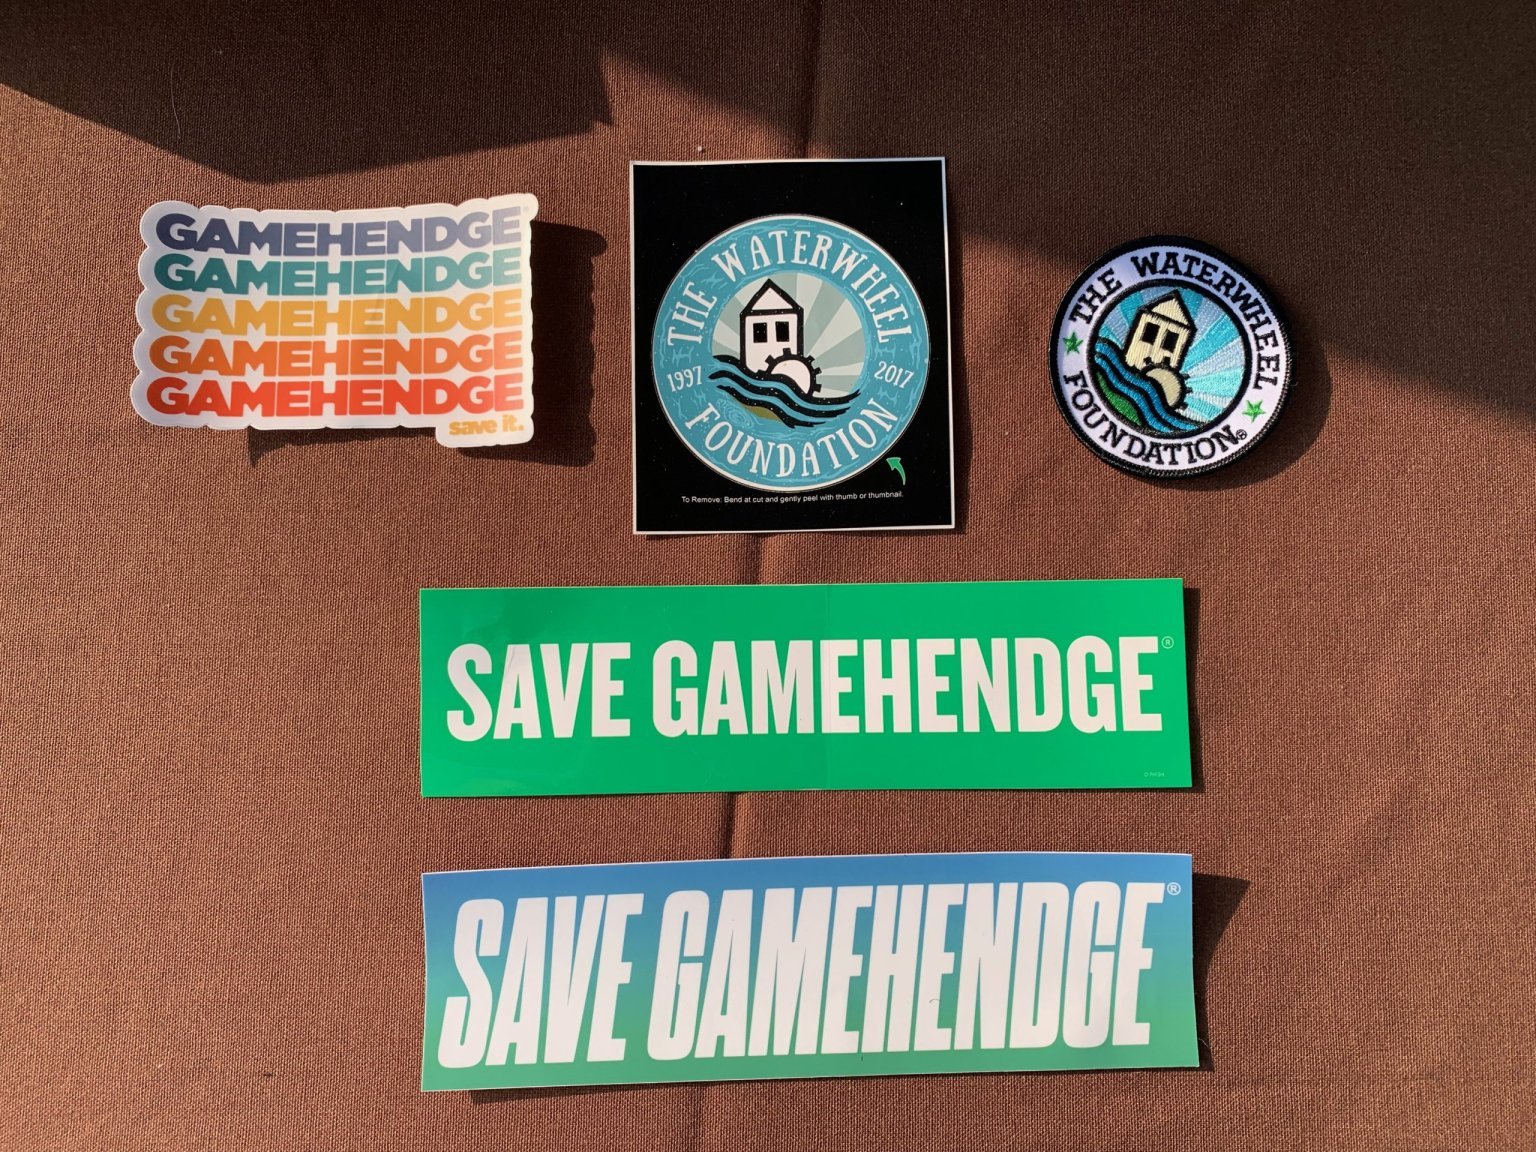 GAMEHENDGE®
GAMEHENDGE
GAMEHENDGE
GAMEHENDGE
GAMEHENDGE
save it.
THE WATERWHEEL
1997 2017
FOUNDATION
To Remove: Bend at cut and gently peel with thumb or thumbnail.
THE WATERWHEEL
FOUNDATION®
SAVE GAMEHENDGE®
SAVE GAMEHENDGE®